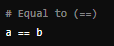 # Equal to (==)
a == b